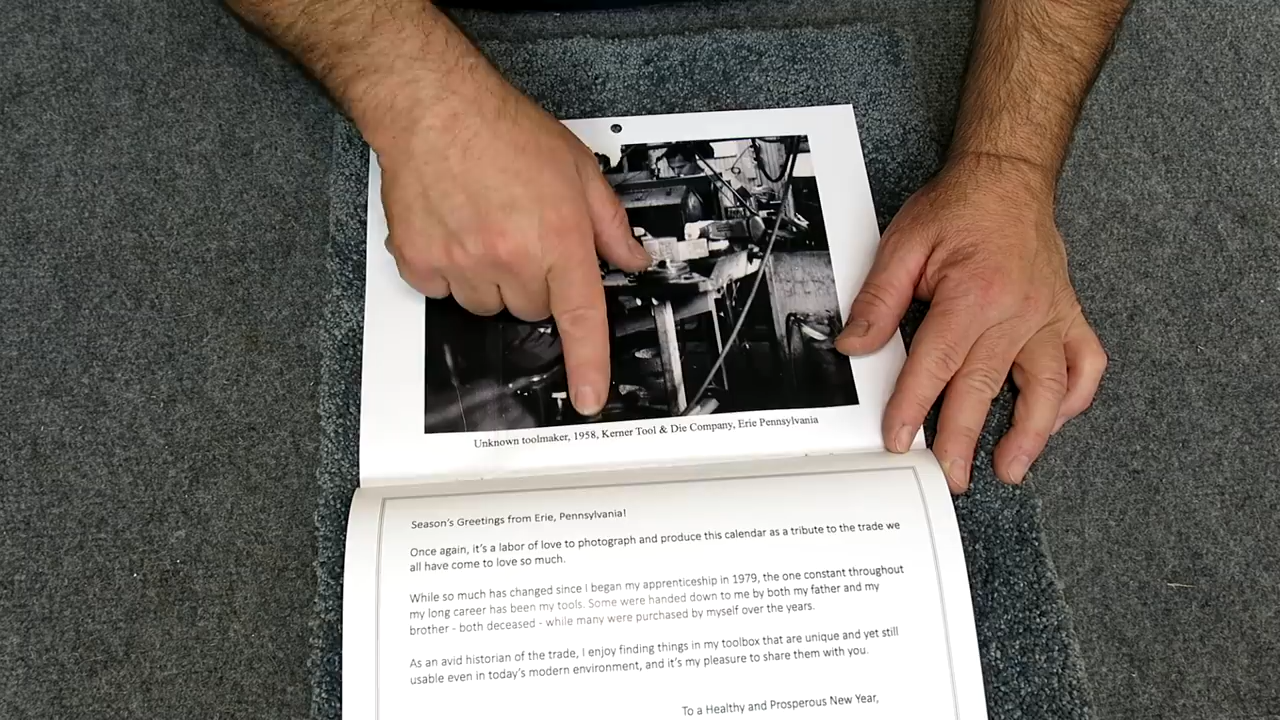 Unknown toolmaker, 1958, Kerner Tool & Die Company, Erie Pennsylvania
Season's Greetings from Erie, Pennsylvania!
Once again, it's a labor of love to photograph and produce this calendar as a tribute to the trade we
all have come to love so much.
While so much has changed since I began my apprenticeship in 1979, the one constant throughout
my long career has been my tools. Some were handed down to me by both my father and my
brother - both deceased - while many were purchased by myself over the years.
As an avid historian of the trade, I enjoy finding things in my toolbox that are unique and yet still
usable even in today's modern environment, and it's my pleasure to share them with you.
To a Healthy and Prosperous New Year,